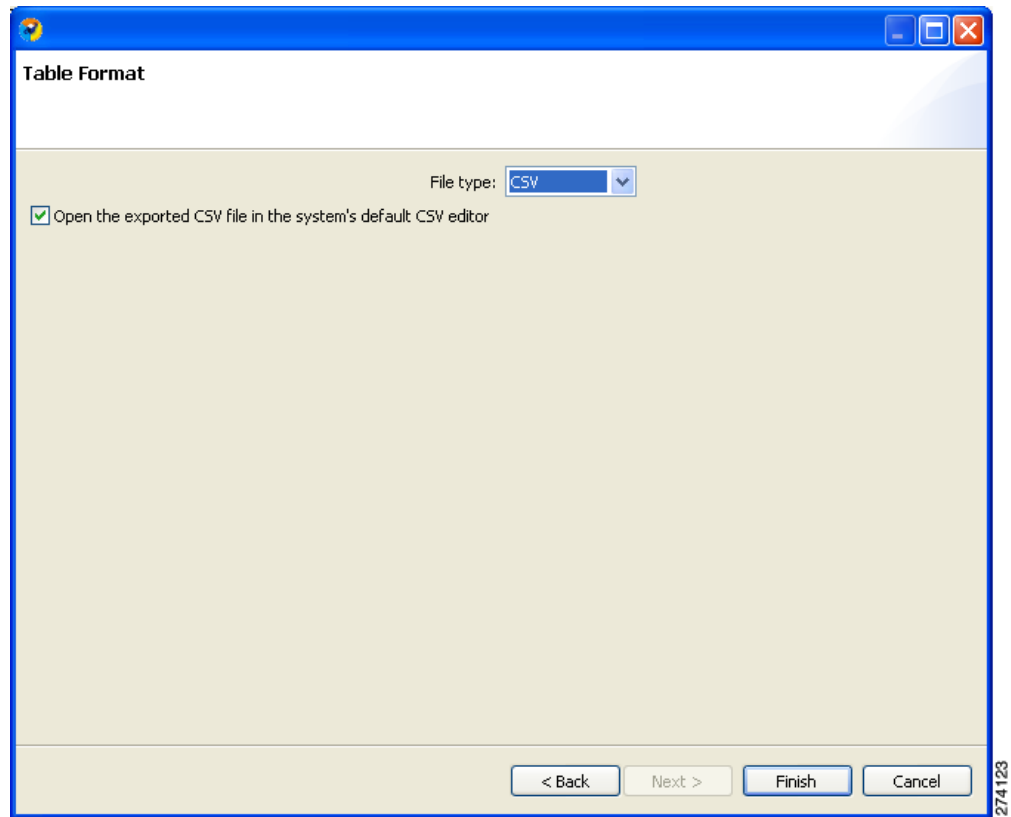 Table Format
File type: CSV
Open the exported CSV file in the system's default CSV editor
< Back Next > Finish Cancel
274123